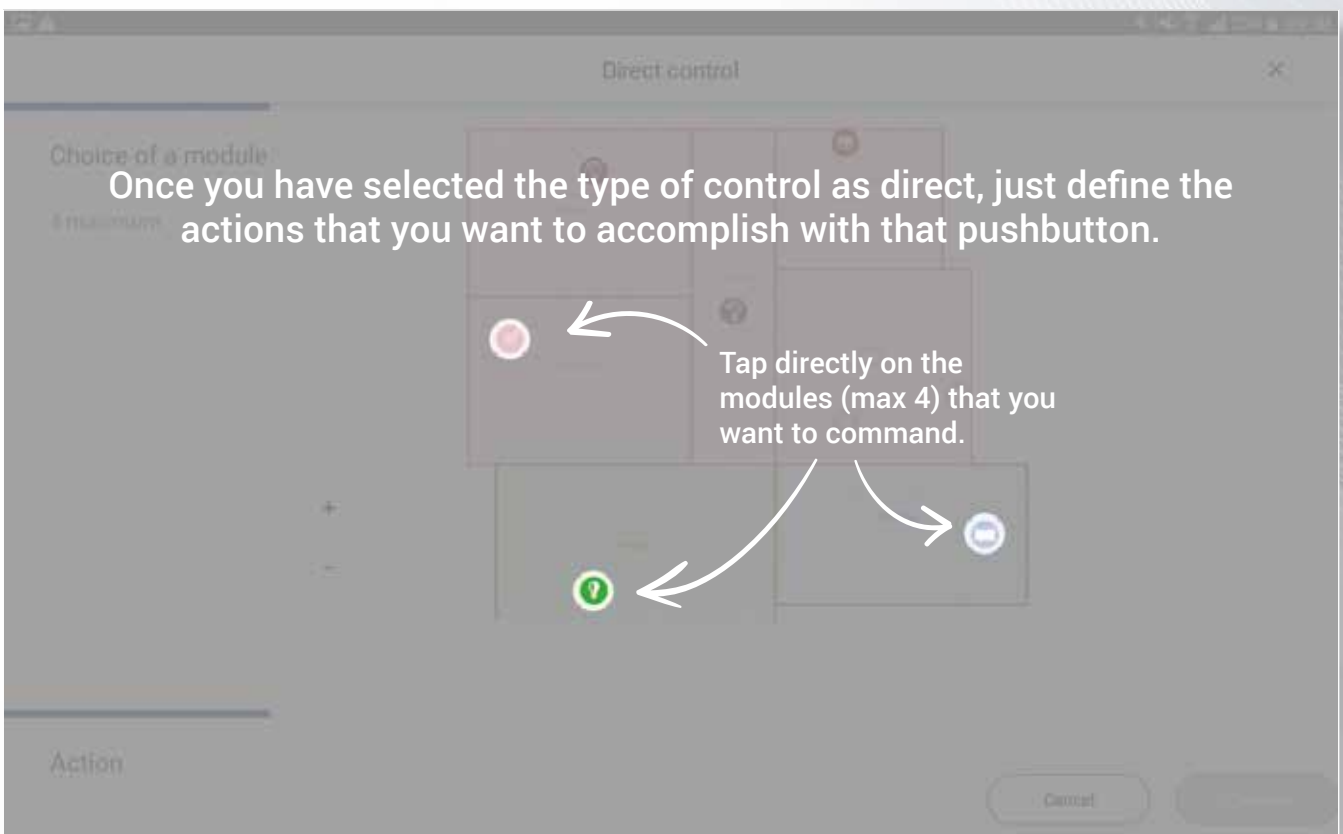 Direct control
Choice of a module
4 maximum
Once you have selected the type of control as direct, just define the
actions that you want to accomplish with that pushbutton.
Tap directly on the
modules (max 4) that you
want to command.
+
-
Action
Cancel